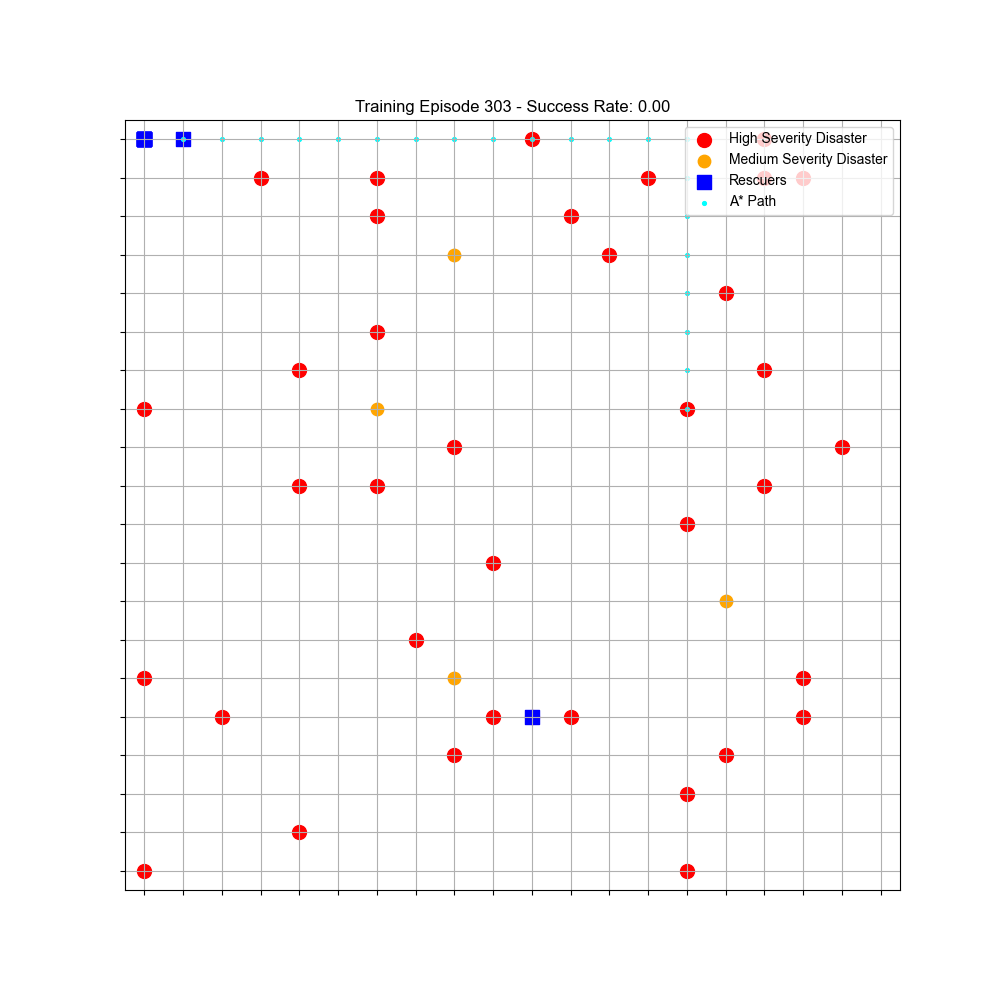 Training Episode 303 - Success Rate: 0.00
High Severity Disaster
Medium Severity Disaster
Rescuers
A* Path